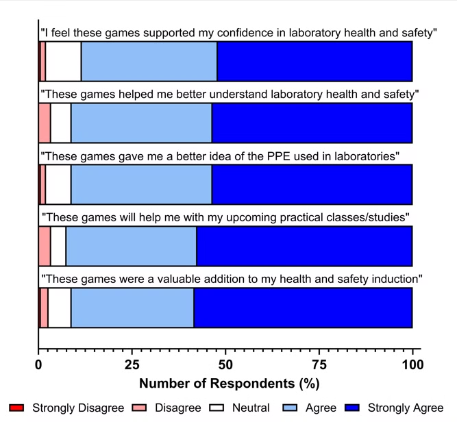 "I feel these games supported my confidence in laboratory health and safety"
"These games helped me better understand laboratory health and safety"
"These games gave me a better idea of the PPE used in laboratories"
"These games will help me with my upcoming practical classes/studies"
"These games were a valuable addition to my health and safety induction"
0 25 50 75 100
Number of Respondents (%)
Strongly Disagree Disagree Neutral Agree Strongly Agree